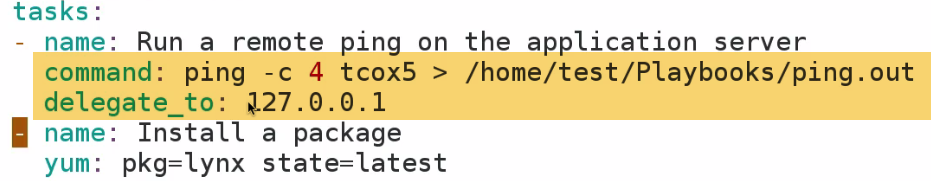 tasks:
- name: Run a remote ping on the application server
command: ping -c 4 tcox5 > /home/test/Playbooks/ping.out
delegate_to: 127.0.0.1
- name: Install a package
yum: pkg=lynx state=latest